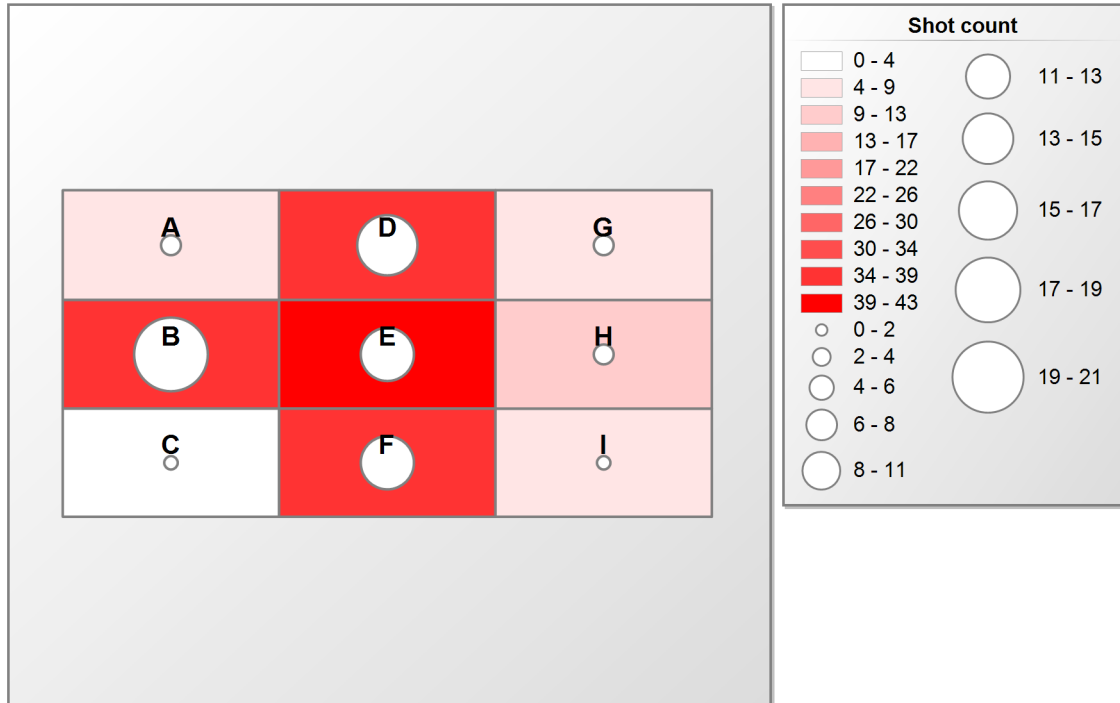 Shot count
0 - 4
4 - 9
9 - 13
13 - 17
17 - 22
22 - 26
26 - 30
30 - 34
34 - 39
39 - 43
0 - 2
2 - 4
4 - 6
6 - 8
8 - 11
11 - 13
13 - 15
15 - 17
17 - 19
19 - 21
A D G
B E H
C F I